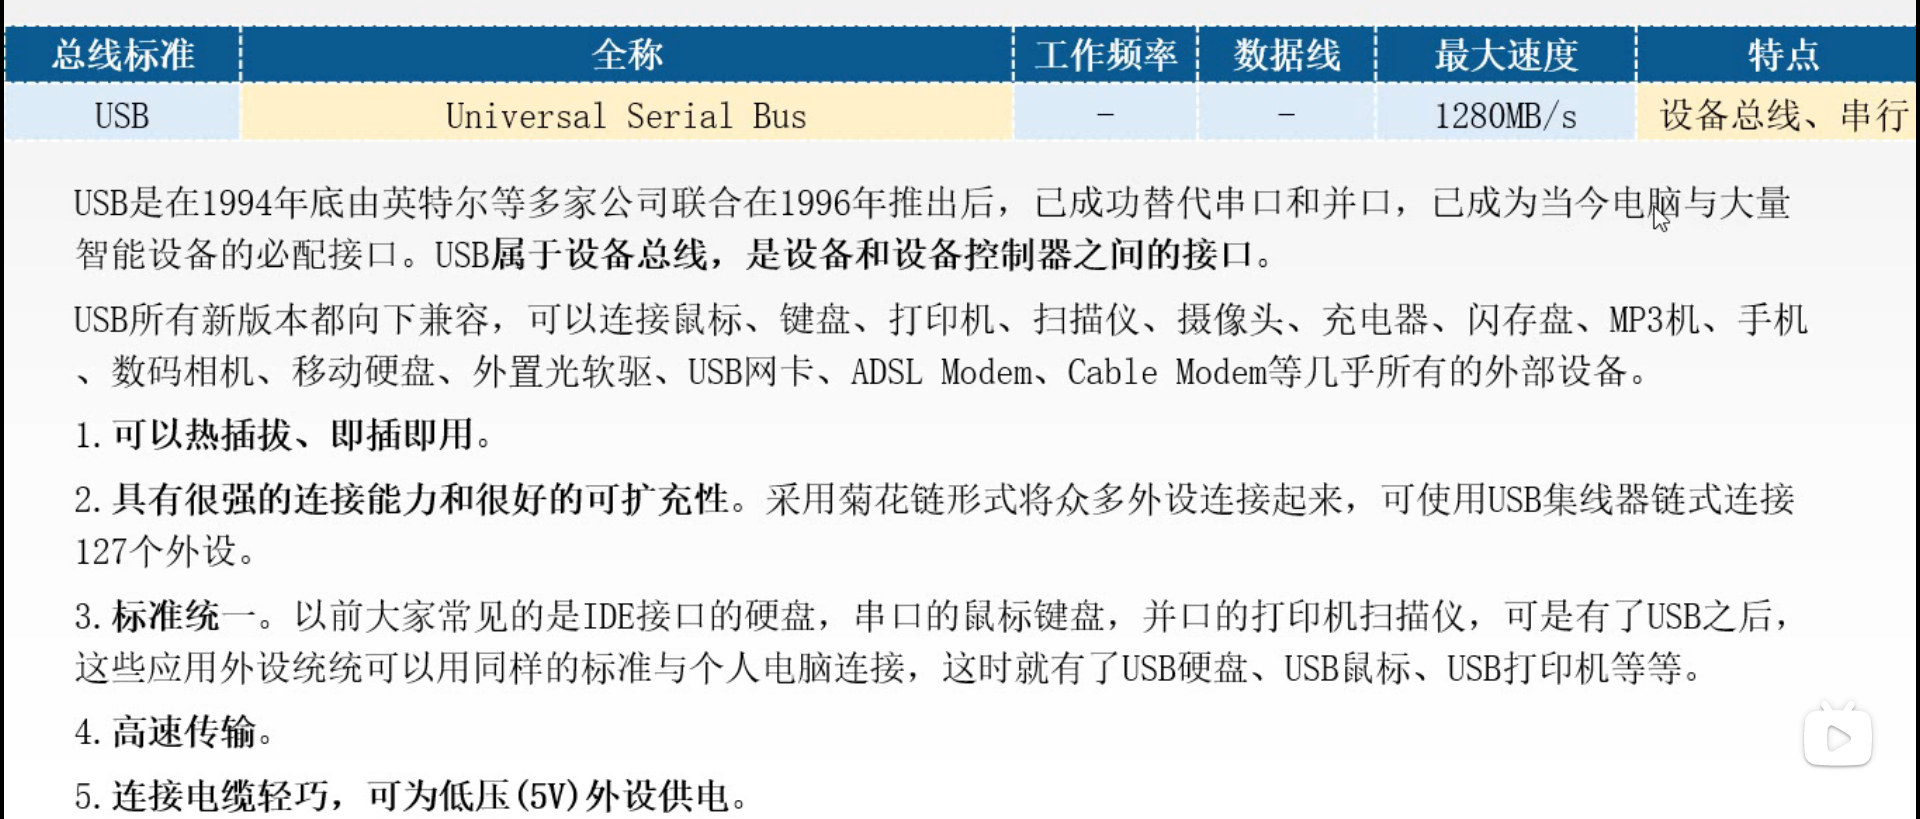 总线标准 全称 工作频率 数据线 最大速度 特点
USB Universal Serial Bus - - 1280MB/s 设备总线、串行
USB是在1994年底由英特尔等多家公司联合在1996年推出后，已成功替代串口和并口，已成为当今电脑与大量
智能设备的必配接口。USB属于设备总线，是设备和设备控制器之间的接口。
USB所有新版本都向下兼容，可以连接鼠标、键盘、打印机、扫描仪、摄像头、充电器、闪存盘、MP3机、手机
、数码相机、移动硬盘、外置光软驱、USB网卡、ADSL Modem、Cable Modem等几乎所有的外部设备。
1.可以热插拔、即插即用。
2.具有很强的连接能力和很好的可扩充性。采用菊花链形式将众多外设连接起来，可使用USB集线器链式连接
127个外设。
3.标准统一。以前大家常见的是IDE接口的硬盘，串口的鼠标键盘，并口的打印机扫描仪，可是有了USB之后，
这些应用外设统统可以用同样的标准与个人电脑连接，这时就有了USB硬盘、USB鼠标、USB打印机等等。
4.高速传输。
5.连接电缆轻巧，可为低压(5V)外设供电。